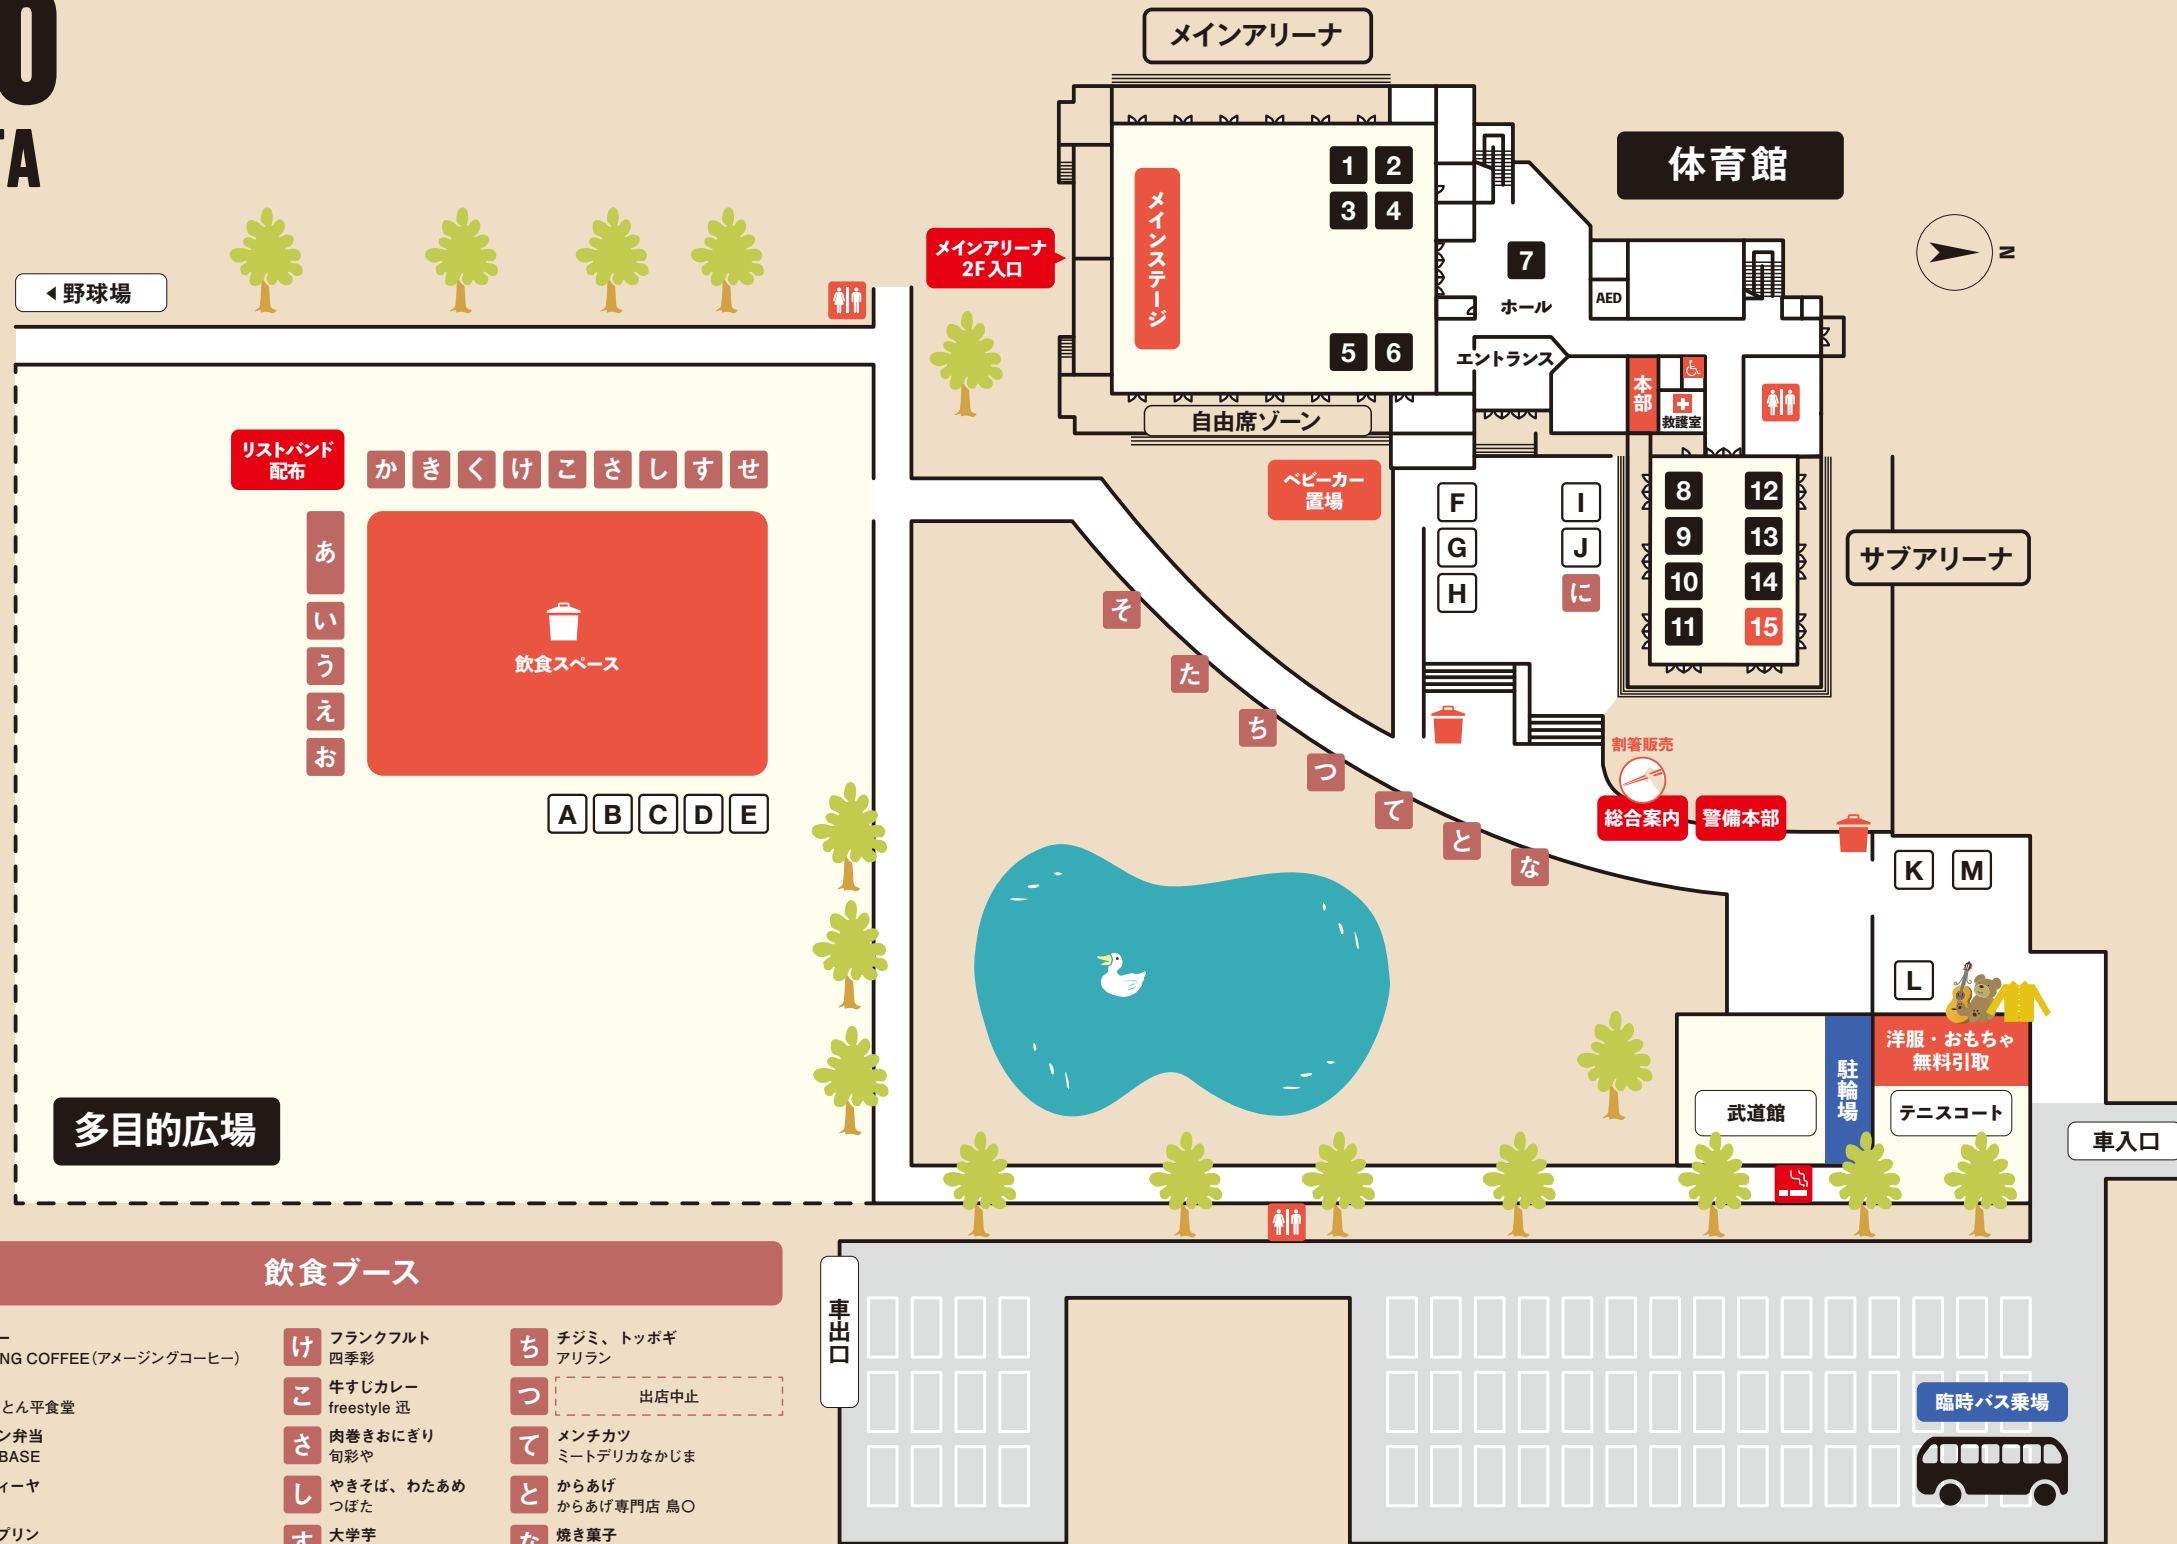 O
TA
メインアリーナ
体育館
N
1 2
3 4
5 6
メインステージ
メインアリーナ
2F入口
7
ホール
AED
エントランス
本部
救護室
自由席ゾーン
◀野球場
リストバンド
配布
か き く け こ さ し す せ
あ
い
う
え
お
飲食スペース
A B C D E
多目的広場
ベビーカー
置場
F
G
H
I
J
に
8 12
9 13
10 14
11 15
サブアリーナ
そ
た
ち
つ
て
と
な
割箸販売
総合案内
警備本部
K M
L
洋服・おもちゃ
無料引取
武道館
駐輪場
テニスコート
車入口
車出口
臨時バス乗場
飲食ブース
ー
NG COFFEE（アメージングコーヒー）
とん平食堂
ン弁当
BASE
ィーヤ
プリン
け フランクフルト
四季彩
こ 牛すじカレー
freestyle 迅
さ 肉巻きおにぎり
旬彩や
し やきそば、わたあめ
つぼた
す 大学芋
ち チジミ、トッポギ
アリラン
つ 出店中止
て メンチカツ
ミートデリカなかじま
と からあげ
からあげ専門店 鳥〇
な 焼き菓子